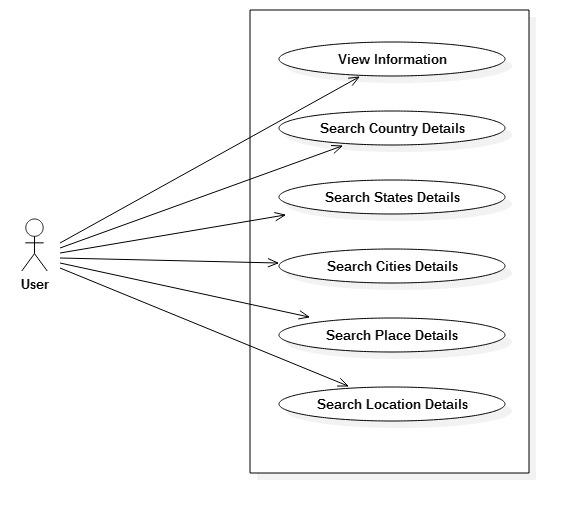 View Information
Search Country Details
Search States Details
Search Cities Details
User
Search Place Details
Search Location Details